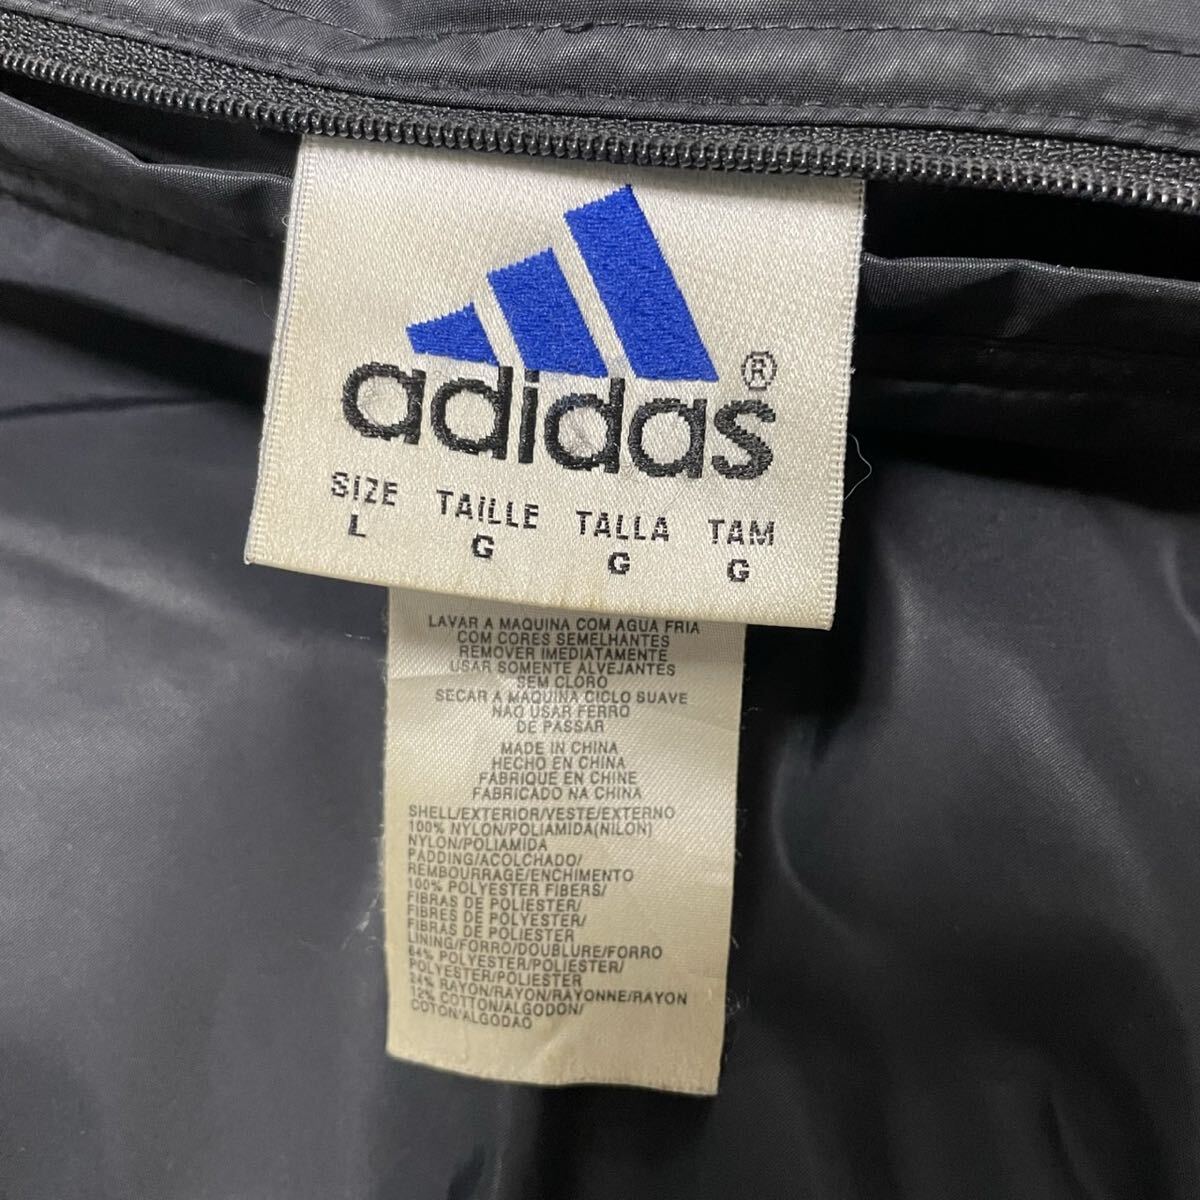 adidas®
SIZE TAILLE TALLA TAM
L G G G
LAVAR A MAQUINA COM AGUA FRIA
COM CORES SEMELHANTES
REMOVER IMEDIATAMENTE
USAR SOMENTE ALVEJANTES
SEM CLORO
SECAR A MAQUINA CICLO SUAVE
NAO USAR FERRO
DE PASSAR
MADE IN CHINA
HECHO EN CHINA
FABRIQUE EN CHINE
FABRICADO NA CHINA
SHELL/EXTERIOR/VESTE/EXTERNO
100% NYLON/POLIAMIDA(NILON)
NYLON/POLIAMIDA
PADDING/ACOLCHADO/
REMBOURRAGE/ENCHIMENTO
100% POLYESTER FIBERS/
FIBRAS DE POLIESTER/
FIBRES DE POLYESTER/
FIBRAS DE POLIESTER
LINING/FORRO/DOUBLURE/FORRO
64% POLYESTER/POLIESTER/
POLYESTER/POLIESTER
24% RAYON/RAYON/RAYONNE/RAYON
12% COTTON/ALGODON/
COTON/ALGODAO